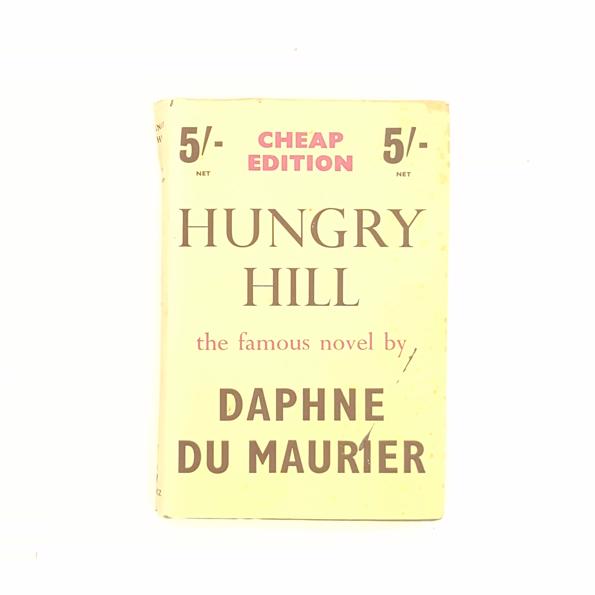 5/- CHEAP 5/-
NET EDITION NET
HUNGRY
HILL
the famous novel by
DAPHNE
DU MAURIER